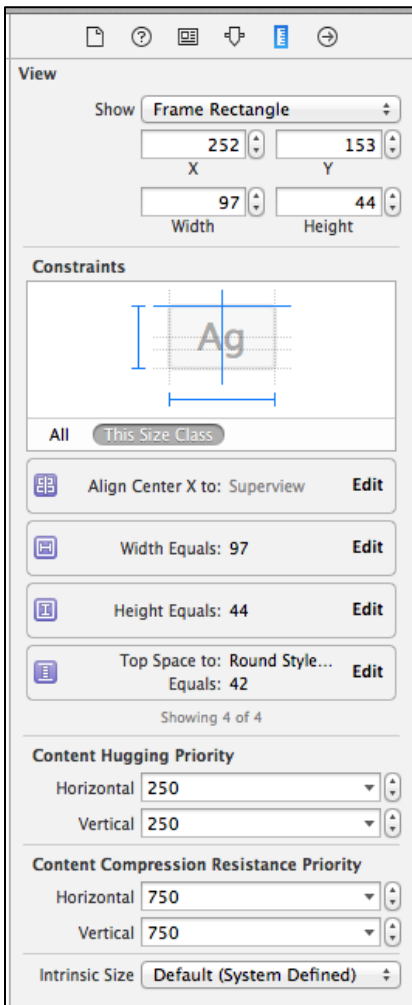 View
Show Frame Rectangle
252 153
X Y
97 44
Width Height
Constraints
Ag
All This Size Class
Align Center X to: Superview Edit
Width Equals: 97 Edit
Height Equals: 44 Edit
Top Space to: Round Style... Edit
Equals: 42
Showing 4 of 4
Content Hugging Priority
Horizontal 250
Vertical 250
Content Compression Resistance Priority
Horizontal 750
Vertical 750
Intrinsic Size Default (System Defined)